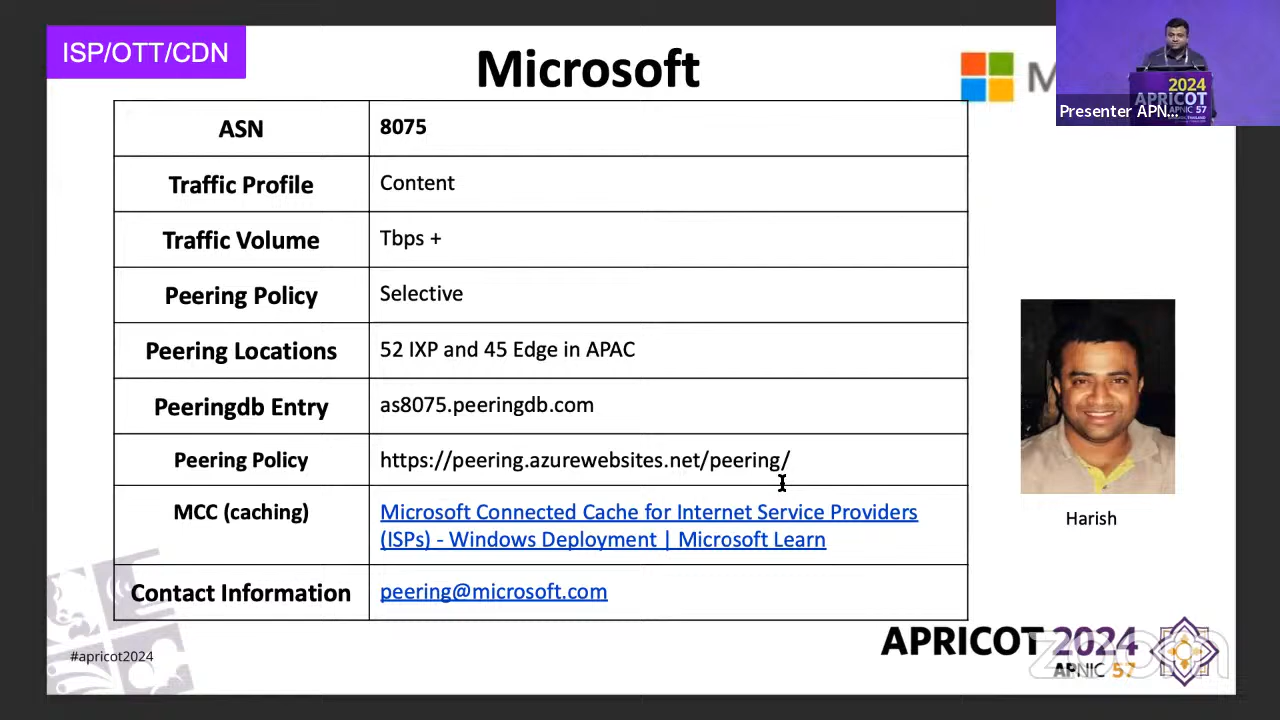 ISP/OTT/CDN
Microsoft
M
2024
APRICOT
APNIC 57
Presenter APN...
ASN
8075
Traffic Profile
Content
Traffic Volume
Tbps +
Peering Policy
Selective
Peering Locations
52 IXP and 45 Edge in APAC
Peeringdb Entry
as8075.peeringdb.com
Peering Policy
https://peering.azurewebsites.net/peering/
MCC (caching)
Microsoft Connected Cache for Internet Service Providers
(ISPs) - Windows Deployment | Microsoft Learn
Contact Information
peering@microsoft.com
Harish
#apricot2024
APRICOT 2024
APNIC 57
zoom